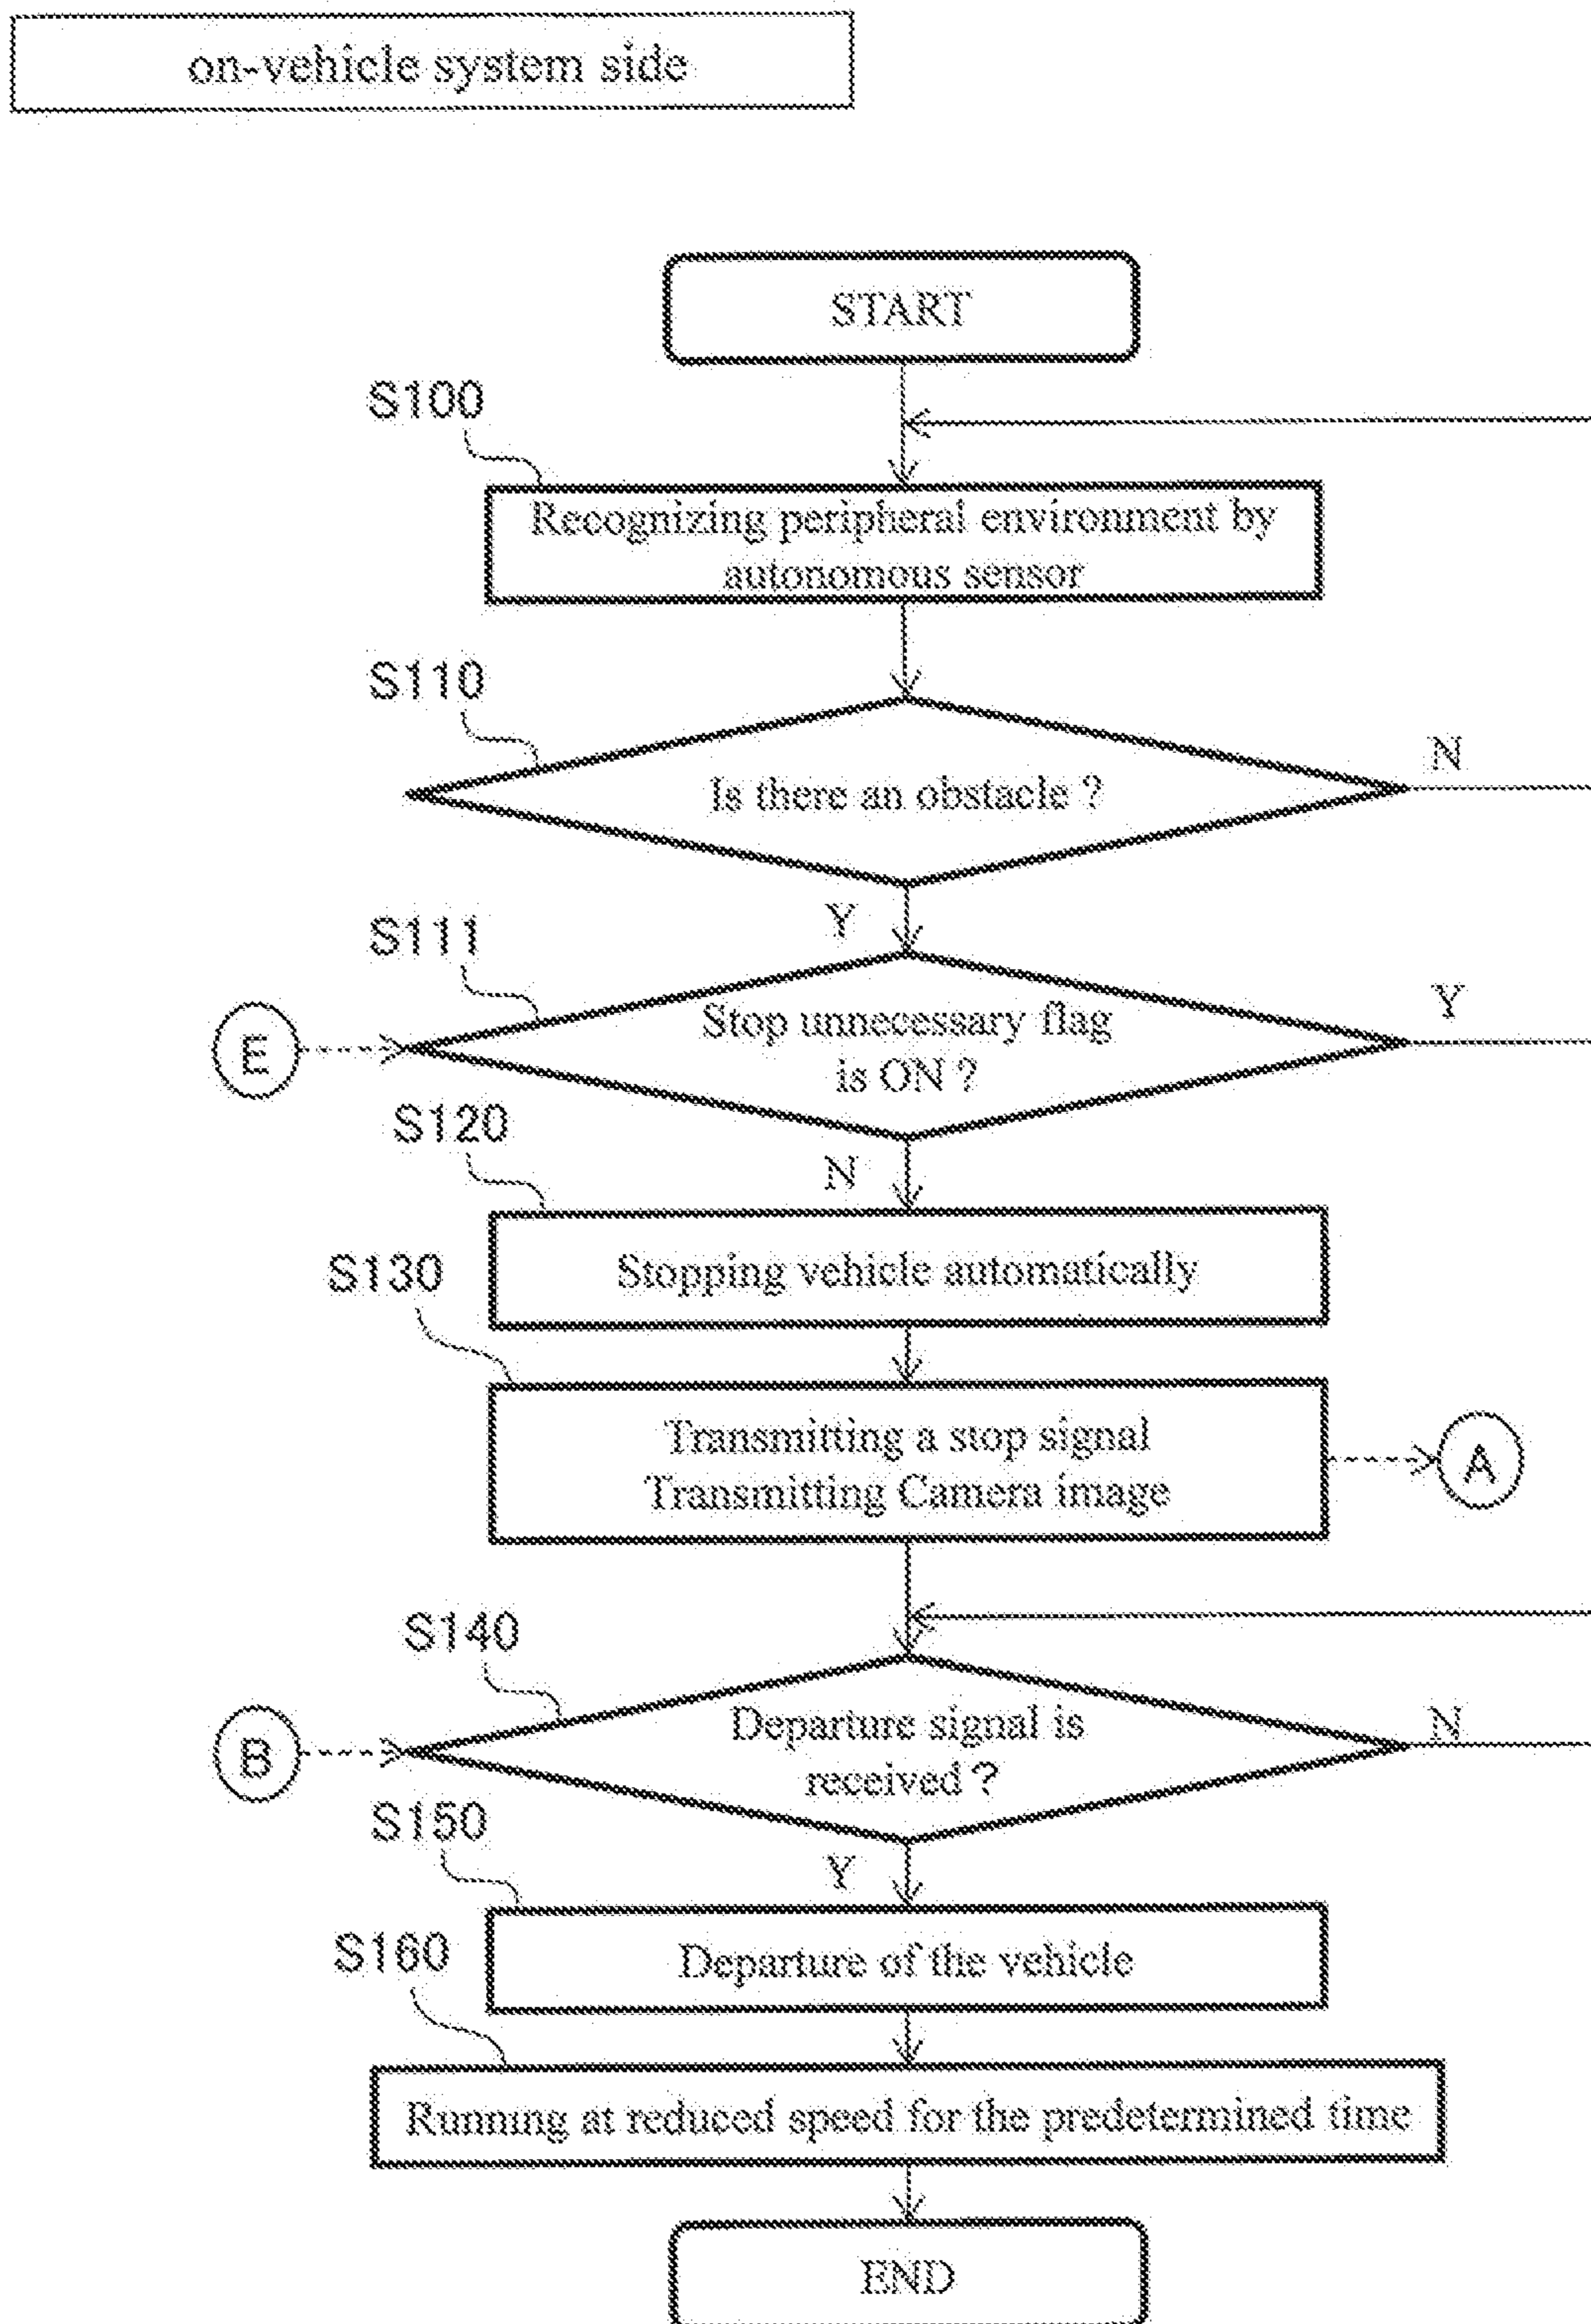 on-vehicle system side
START
S100
Recognizing peripheral environment by
autonomous sensor
S110
Is there an obstacle ?
N
Y
S111
E
Stop unnecessary flag
is ON ?
Y
N
S120
Stopping vehicle automatically
S130
Transmitting a stop signal
Transmitting Camera image
A
S140
B
Departure signal is
received ?
N
Y
S150
Departure of the vehicle
S160
Running at reduced speed for the predetermined time
END